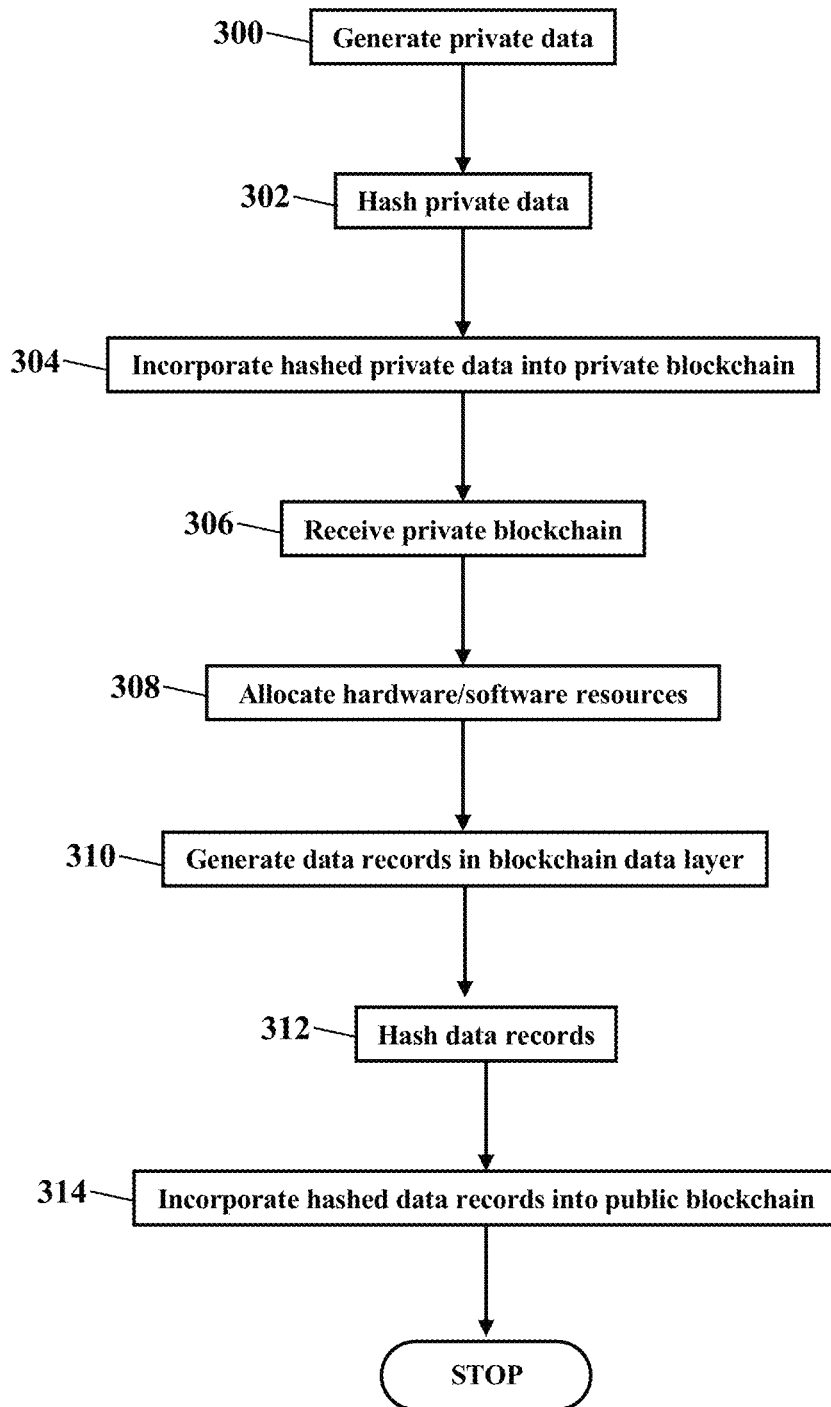 300 Generate private data
302 Hash private data
304 Incorporate hashed private data into private blockchain
306 Receive private blockchain
308 Allocate hardware/software resources
310 Generate data records in blockchain data layer
312 Hash data records
314 Incorporate hashed data records into public blockchain
STOP